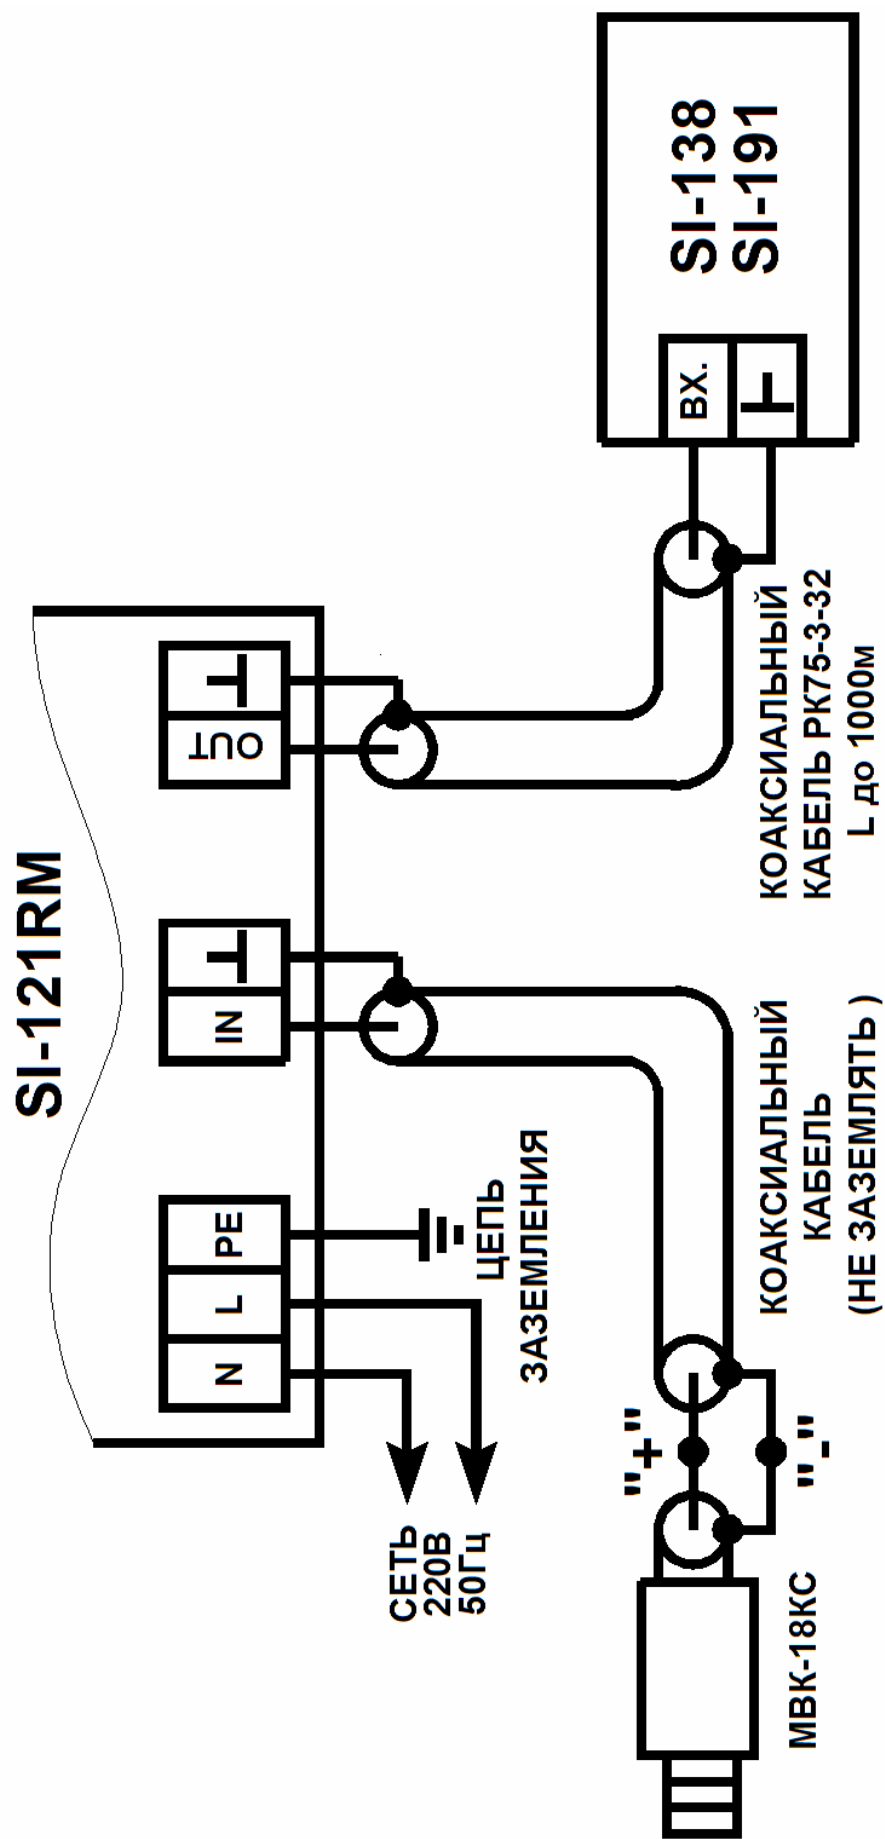 SI-121RM
N
L
PE
IN
OUT
СЕТЬ
220В
50Гц
ЦЕПЬ
ЗАЗЕМЛЕНИЯ
"+"
"-"
МВК-18КС
КОАКСИАЛЬНЫЙ
КАБЕЛЬ
(НЕ ЗАЗЕМЛЯТЬ )
КОАКСИАЛЬНЫЙ
КАБЕЛЬ РК75-3-32
L до 1000м
ВХ.
SI-138
SI-191